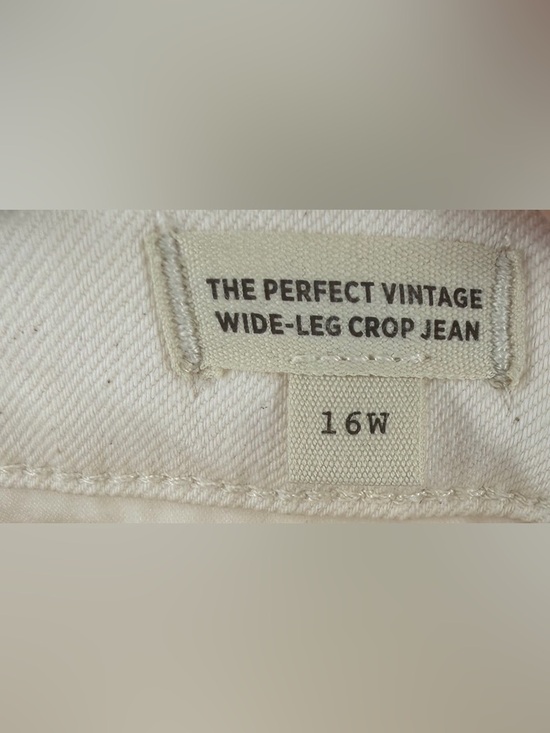 THE PERFECT VINTAGE
WIDE-LEG CROP JEAN
16W